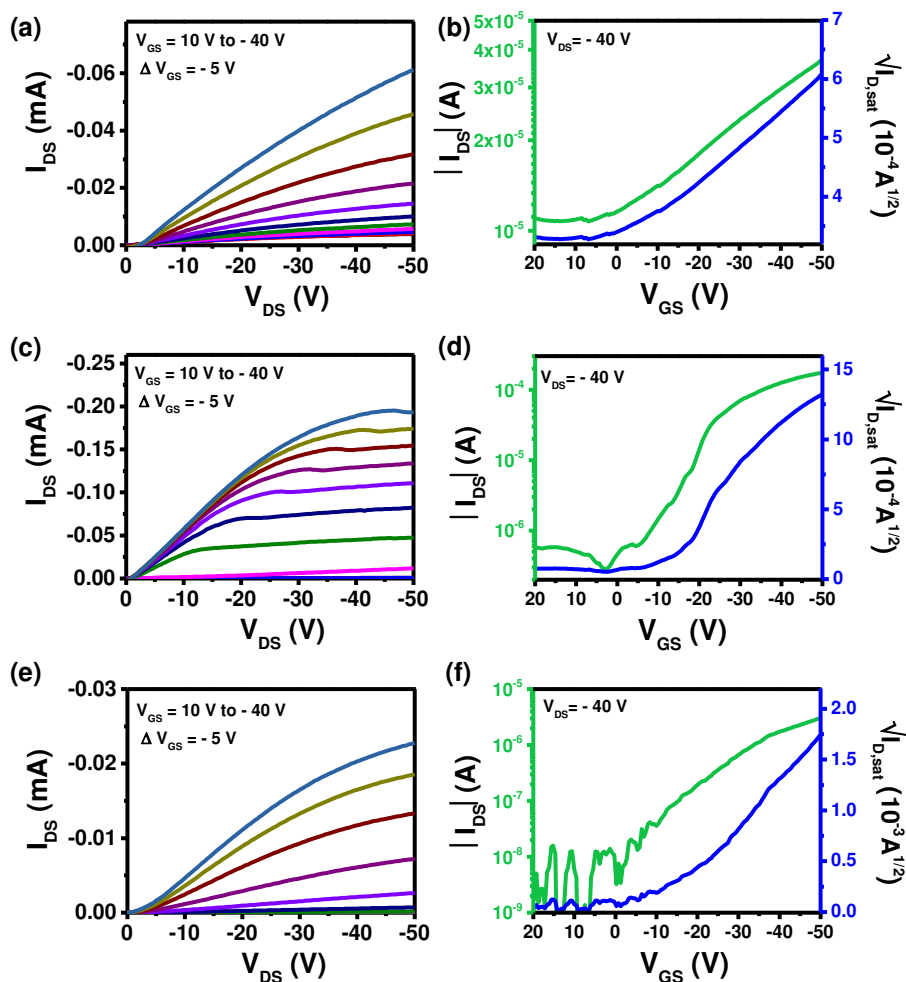 (a)
V_GS = 10 V to - 40 V
Δ V_GS = - 5 V
I_DS (mA)
-0.06
-0.04
-0.02
0.00
0 -10 -20 -30 -40 -50
V_DS (V)
(b)
V_DS= - 40 V
| I_DS| (A)
5x10^-5
4x10^-5
3x10^-5
2x10^-5
10^-5
20 10 0 -10 -20 -30 -40 -50
V_GS (V)
7
6
4
3
√I_D,sat (10^-4 A^1/2)
(c)
V_GS = 10 V to - 40 V
Δ V_GS = - 5 V
I_DS (mA)
-0.25
-0.20
-0.15
-0.10
-0.05
0.00
0 -10 -20 -30 -40 -50
V_DS (V)
(d)
V_DS= - 40 V
| I_DS| (A)
10^-4
10^-5
10^-6
20 10 0 -10 -20 -30 -40 -50
V_GS (V)
15
10
5
0
√I_D,sat (10^-4 A^1/2)
(e)
V_GS = 10 V to - 40 V
Δ V_GS = - 5 V
I_DS (mA)
-0.03
-0.02
-0.01
0.00
0 -10 -20 -30 -40 -50
V_DS (V)
(f)
V_DS= - 40 V
| I_DS| (A)
10^-5
10^-6
10^-7
10^-8
10^-9
20 10 0 -10 -20 -30 -40 -50
V_GS (V)
2.0
1.5
1.0
0.5
0.0
√I_D,sat (10^-3 A^1/2)